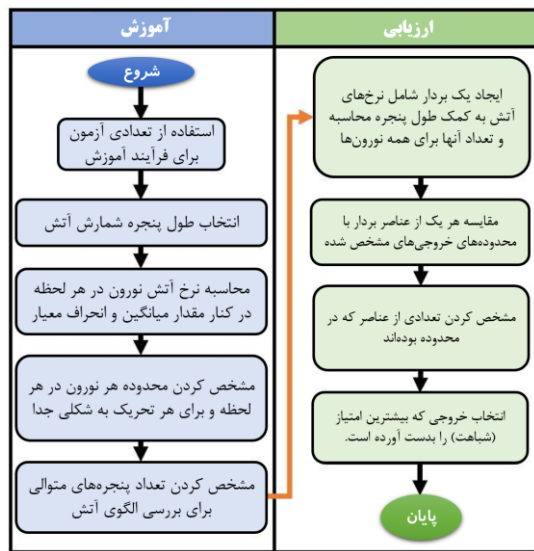 آموزش
شروع
استفاده از تعدادی آزمون
برای فرآیند آموزش
انتخاب طول پنجره شمارش آتش
محاسبه نرخ آتش نورون در هر لحظه
در کنار مقدار میانگین و انحراف معیار
مشخص کردن محدوده هر نورون در هر
لحظه و برای هر تحریک به شکلی جدا
مشخص کردن تعداد پنجره‌های متوالی
برای بررسی الگوی آتش
ارزیابی
ایجاد یک بردار شامل نرخ‌های
آتش به کمک طول پنجره محاسبه
و تعداد آنها برای همه نورون‌ها
مقایسه هر یک از عناصر بردار با
محدوده‌های خروجی‌های مشخص شده
مشخص کردن تعدادی از عناصر که در
محدوده بوده‌اند
انتخاب خروجی که بیشترین امتیاز
(شباهت) را بدست آورده است.
پایان